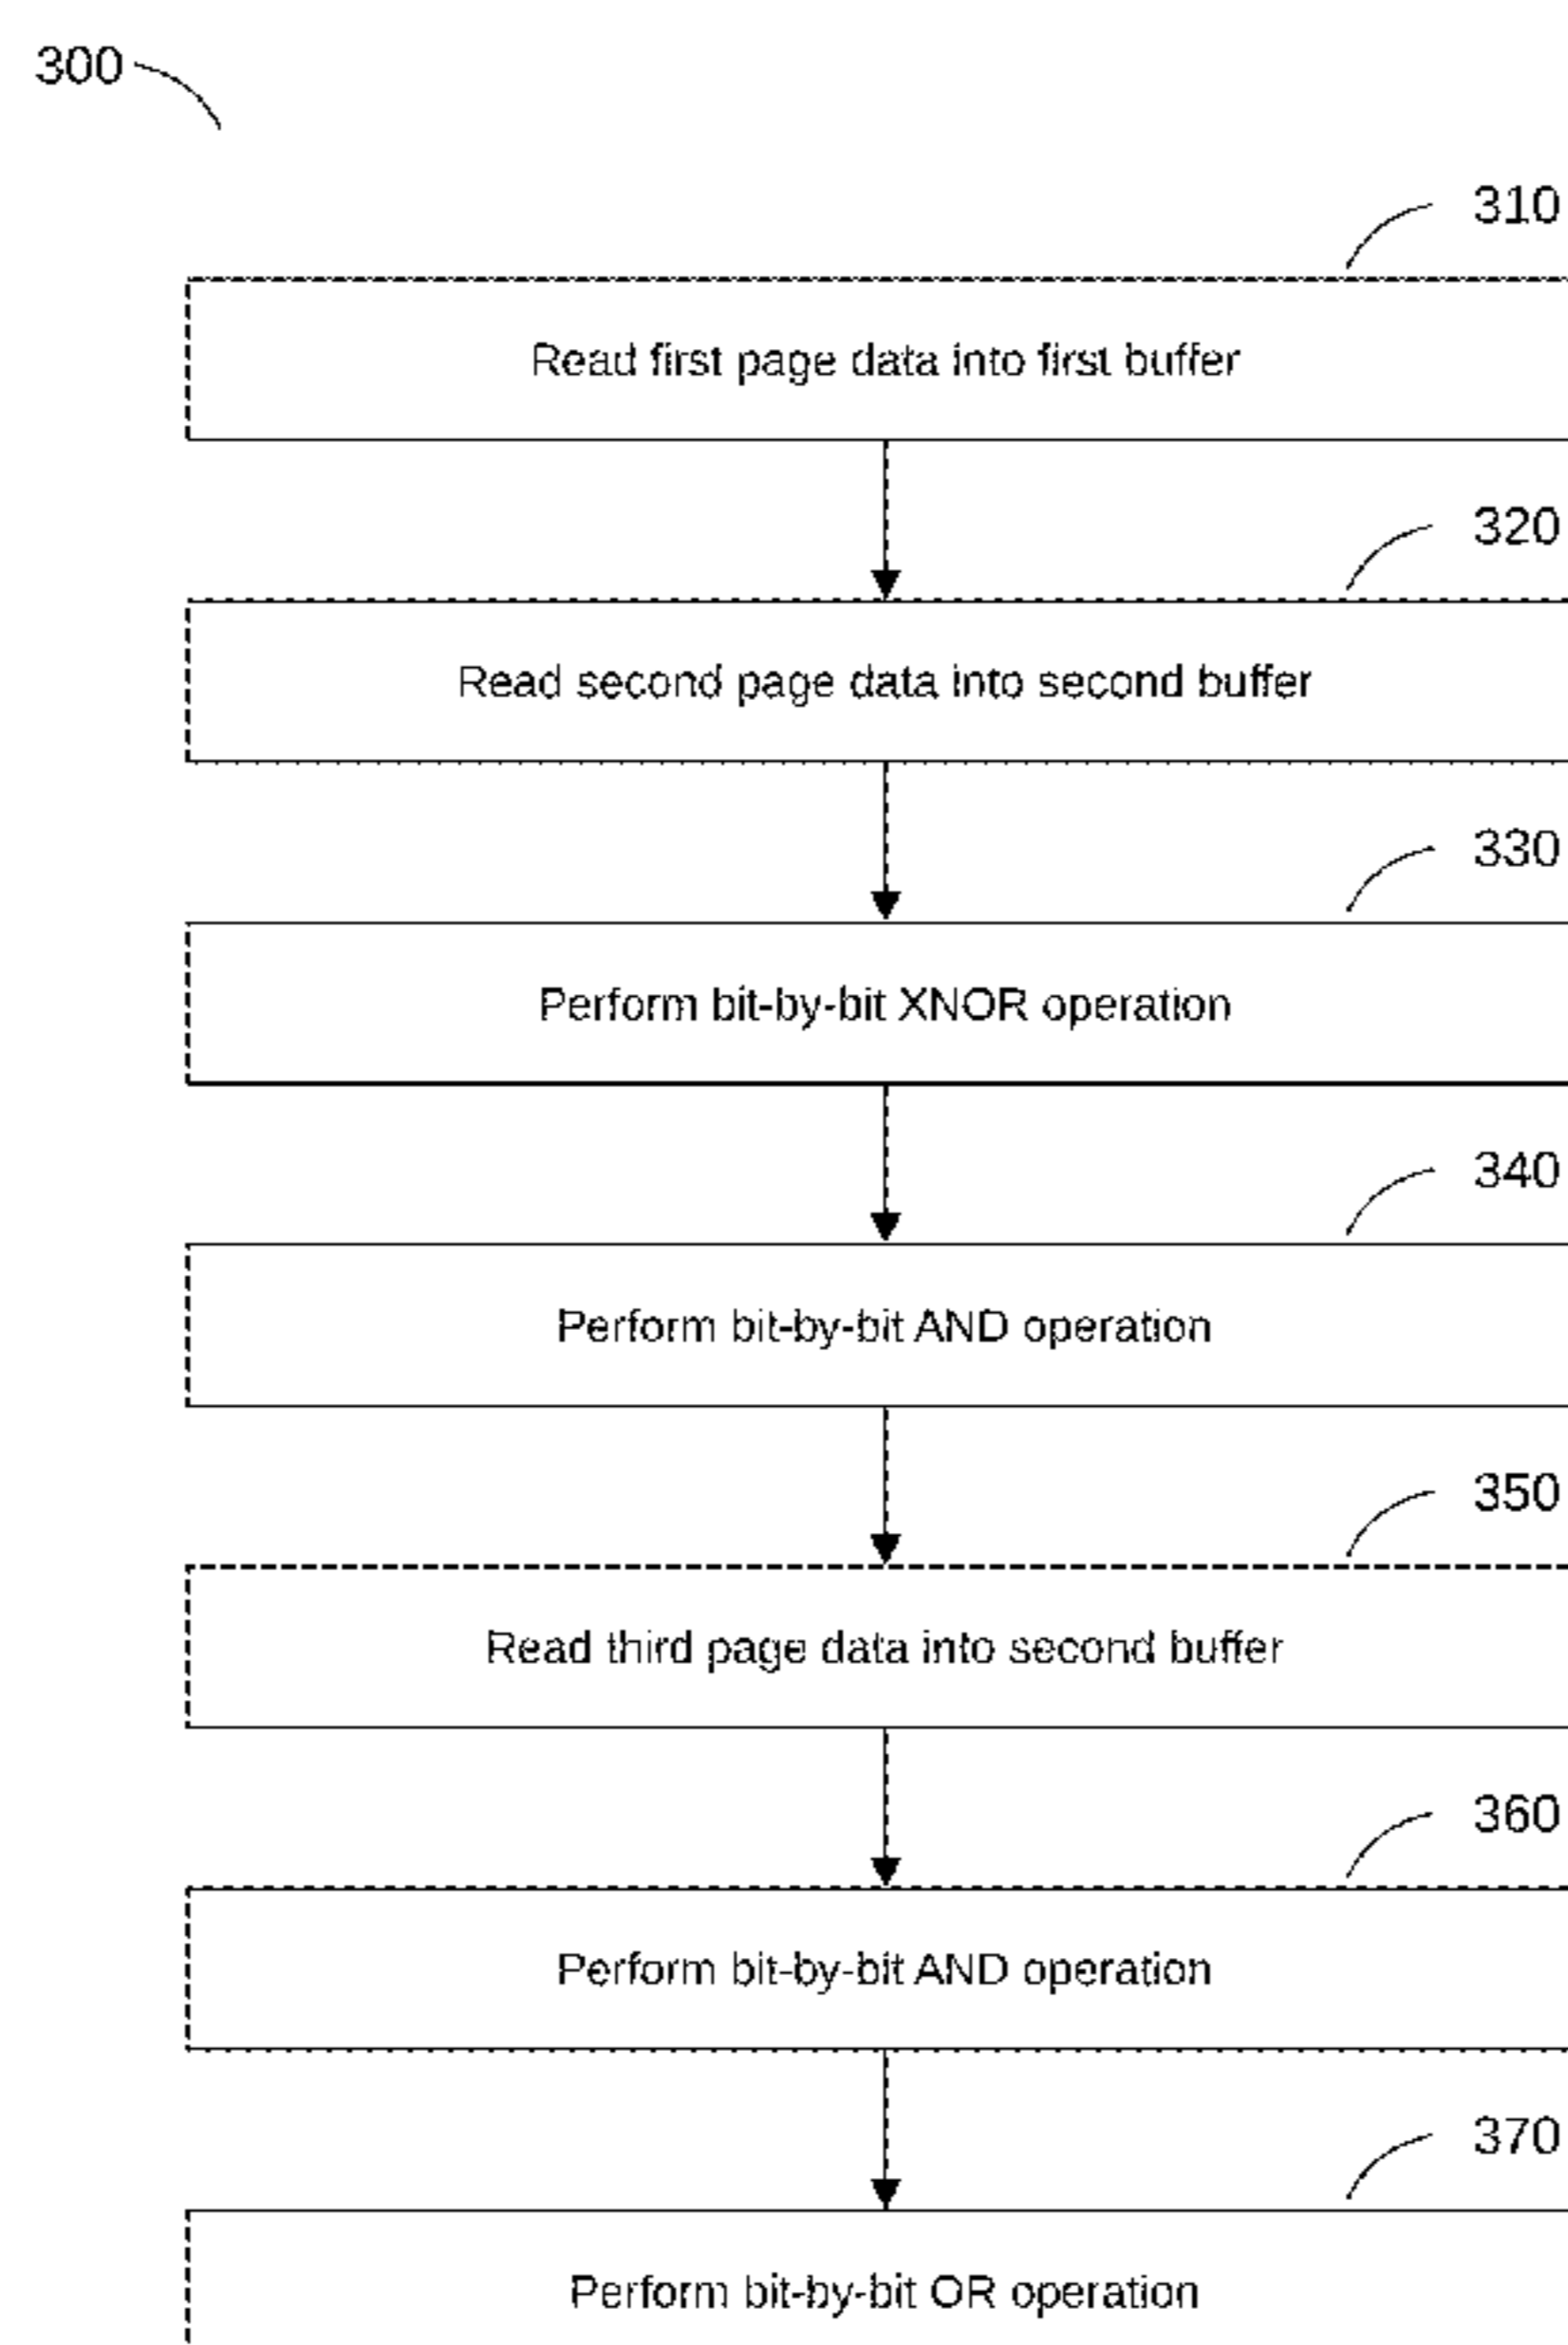 300
310
Read first page data into first buffer
320
Read second page data into second buffer
330
Perform bit-by-bit XNOR operation
340
Perform bit-by-bit AND operation
350
Read third page data into second buffer
360
Perform bit-by-bit AND operation
370
Perform bit-by-bit OR operation